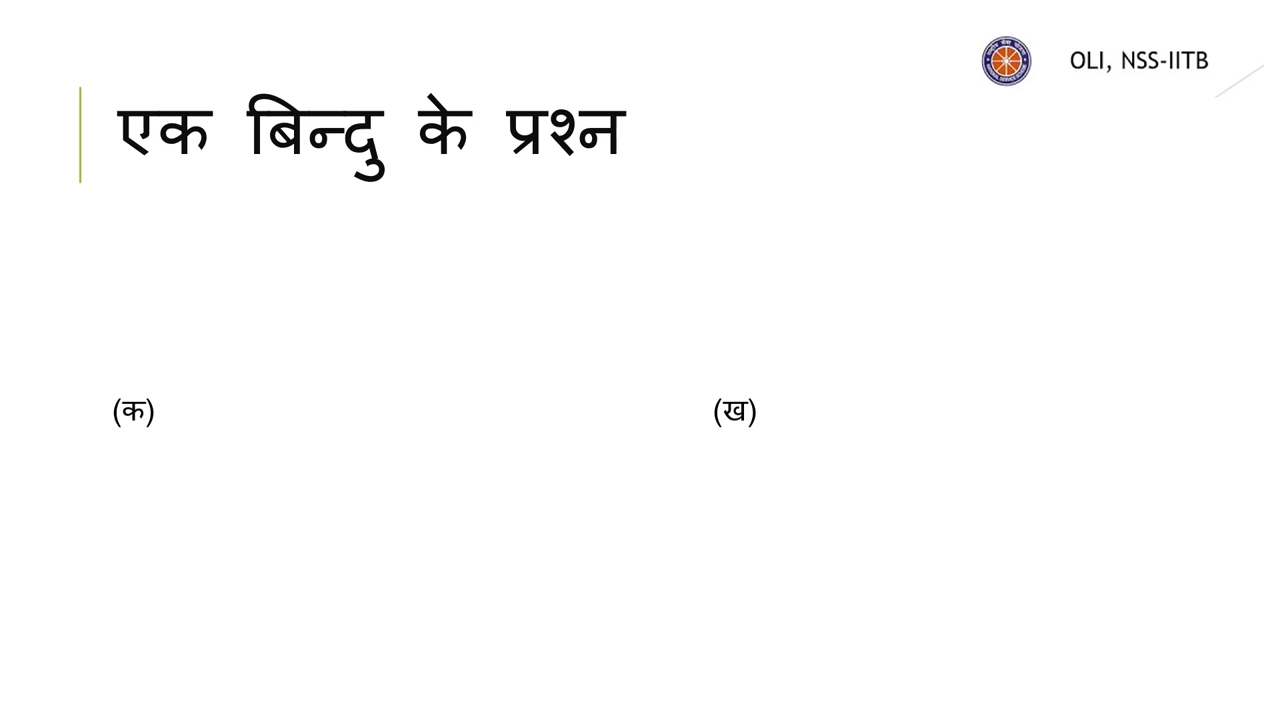 OLI, NSS-IITB
एक बिन्दु के प्रश्न
(क)
(ख)